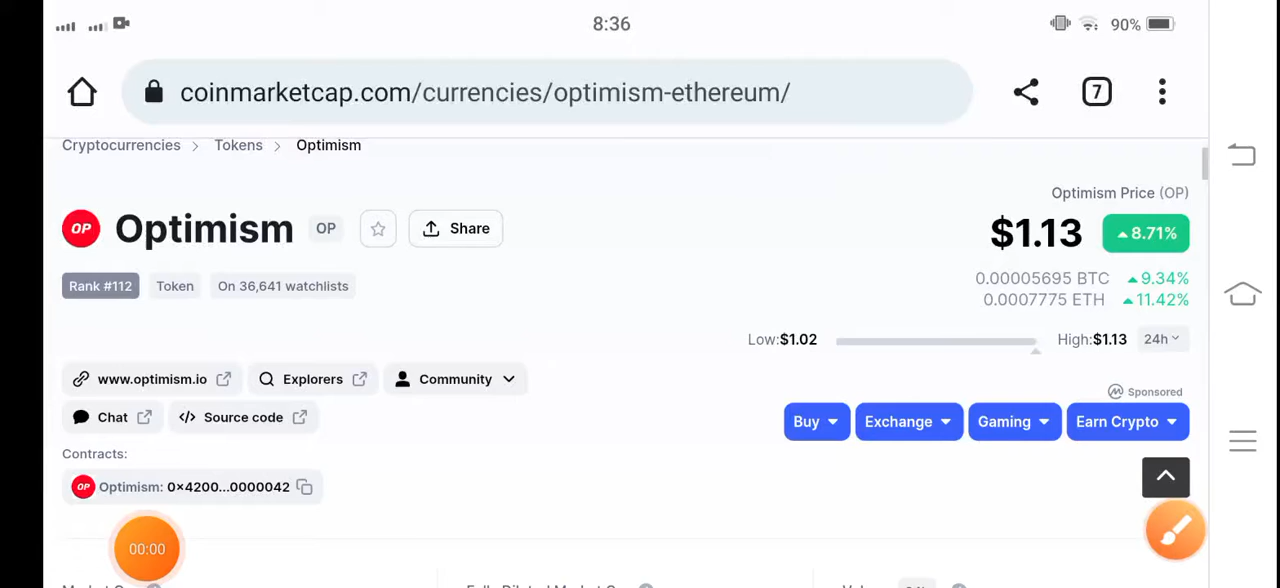 8:36
90%
coinmarketcap.com/currencies/optimism-ethereum/
7
Cryptocurrencies > Tokens > Optimism
Optimism Price (OP)
OP Optimism OP Share
$1.13 8.71%
Rank #112 Token On 36,641 watchlists
0.00005695 BTC 9.34%
0.0007775 ETH 11.42%
Low:$1.02 High:$1.13 24h
www.optimism.io Explorers Community
Sponsored
Chat Source code
Buy Exchange Gaming Earn Crypto
Contracts:
OP Optimism: 0×4200...0000042
00:00